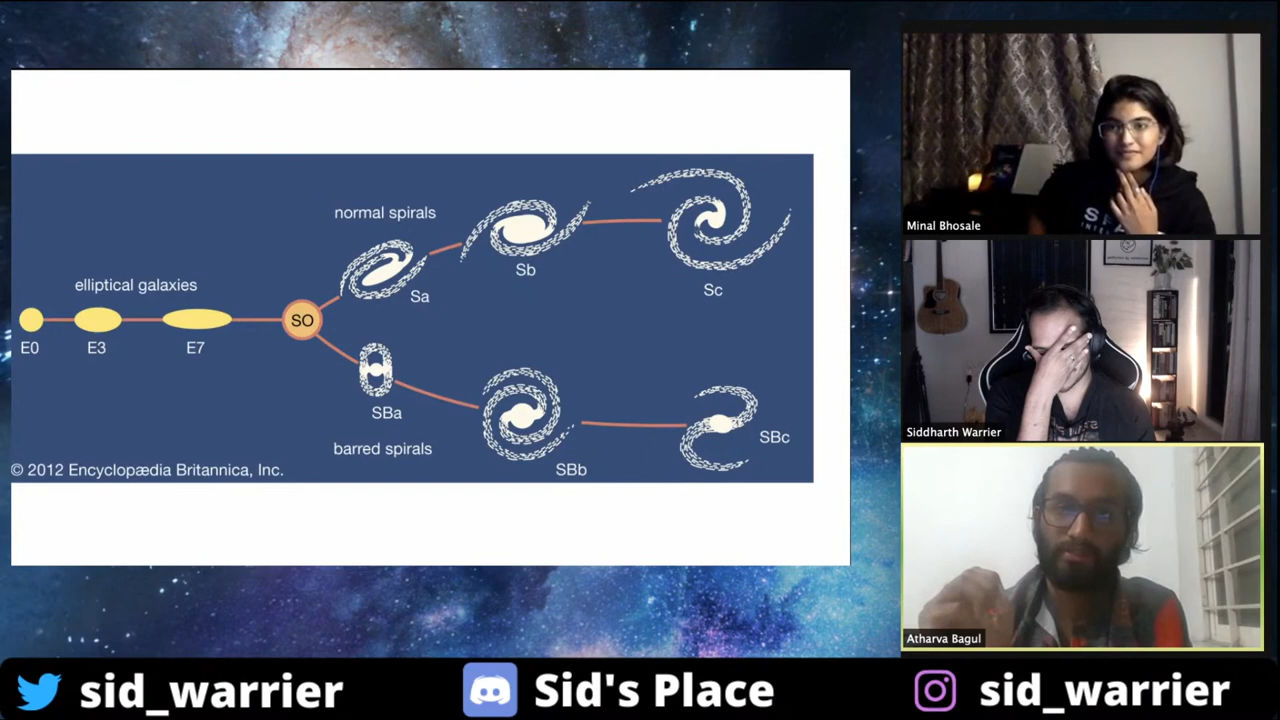 normal spirals
elliptical galaxies
E0
E3
E7
SO
Sa
Sb
Sc
SBa
SBb
SBc
barred spirals
© 2012 Encyclopædia Britannica, Inc.
Minal Bhosale
Siddharth Warrier
Atharva Bagul
sid_warrier
Sid's Place
sid_warrier